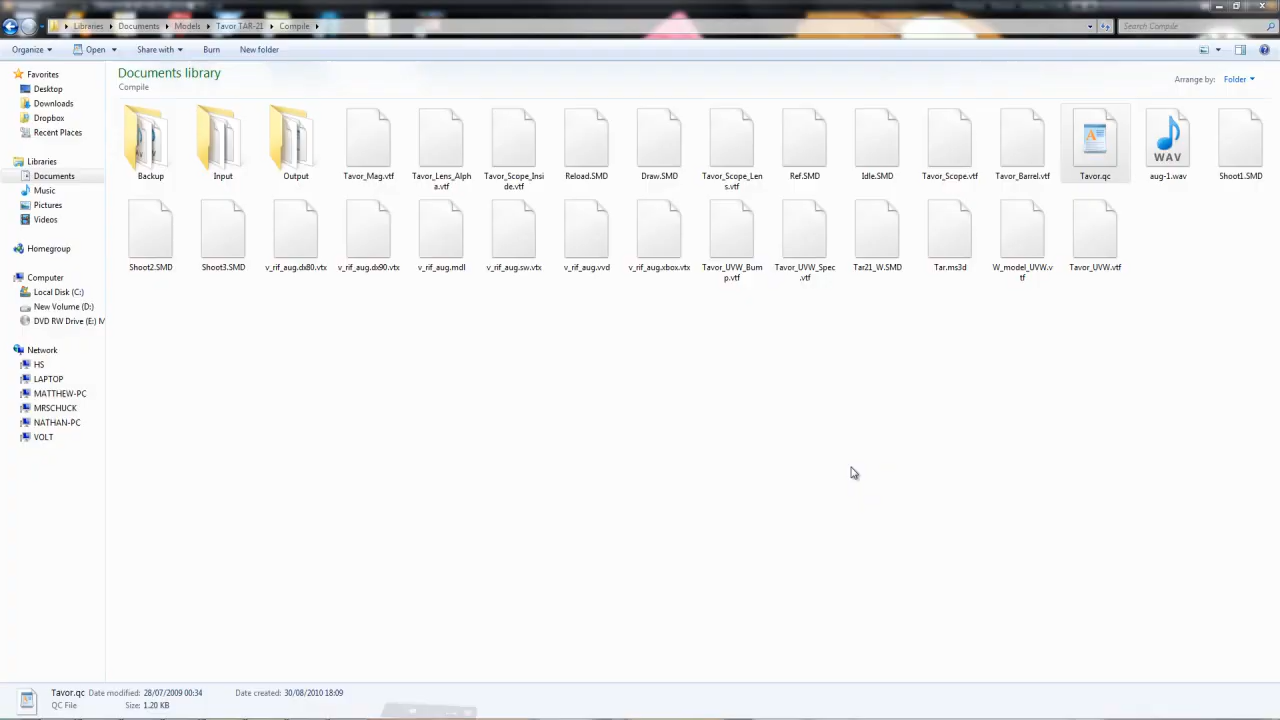 Libraries Documents Models Tavor TAR-21 Compile
Search Compile
Organize Open Share with Burn New folder
Favorites
Desktop
Downloads
Dropbox
Recent Places
Libraries
Documents
Music
Pictures
Videos
Homegroup
Computer
Local Disk (C:)
New Volume (D:)
DVD RW Drive (E:) M
Network
HS
LAPTOP
MATTHEW-PC
MRSCHUCK
NATHAN-PC
VOLT
Documents library
Compile
Arrange by: Folder
Backup
Input
Output
Tavor_Mag.vtf
Tavor_Lens_Alph
a.vtf
Tavor_Scope_Insi
de.vtf
Reload.SMD
Draw.SMD
Tavor_Scope_Len
s.vtf
Ref.SMD
Idle.SMD
Tavor_Scope.vtf
Tavor_Barrel.vtf
Tavor.qc
WAV
aug-1.wav
Shoot1.SMD
Shoot2.SMD
Shoot3.SMD
v_rif_aug.dx80.vtx
v_rif_aug.dx90.vtx
v_rif_aug.mdl
v_rif_aug.sw.vtx
v_rif_aug.vvd
v_rif_aug.xbox.vtx
Tavor_UVW_Bum
p.vtf
Tavor_UVW_Spec
.vtf
Tar21_W.SMD
Tar.ms3d
W_model_UVW.v
tf
Tavor_UVW.vtf
Tavor.qc Date modified: 28/07/2009 00:34 Date created: 30/08/2010 18:09
QC File Size: 1.20 KB